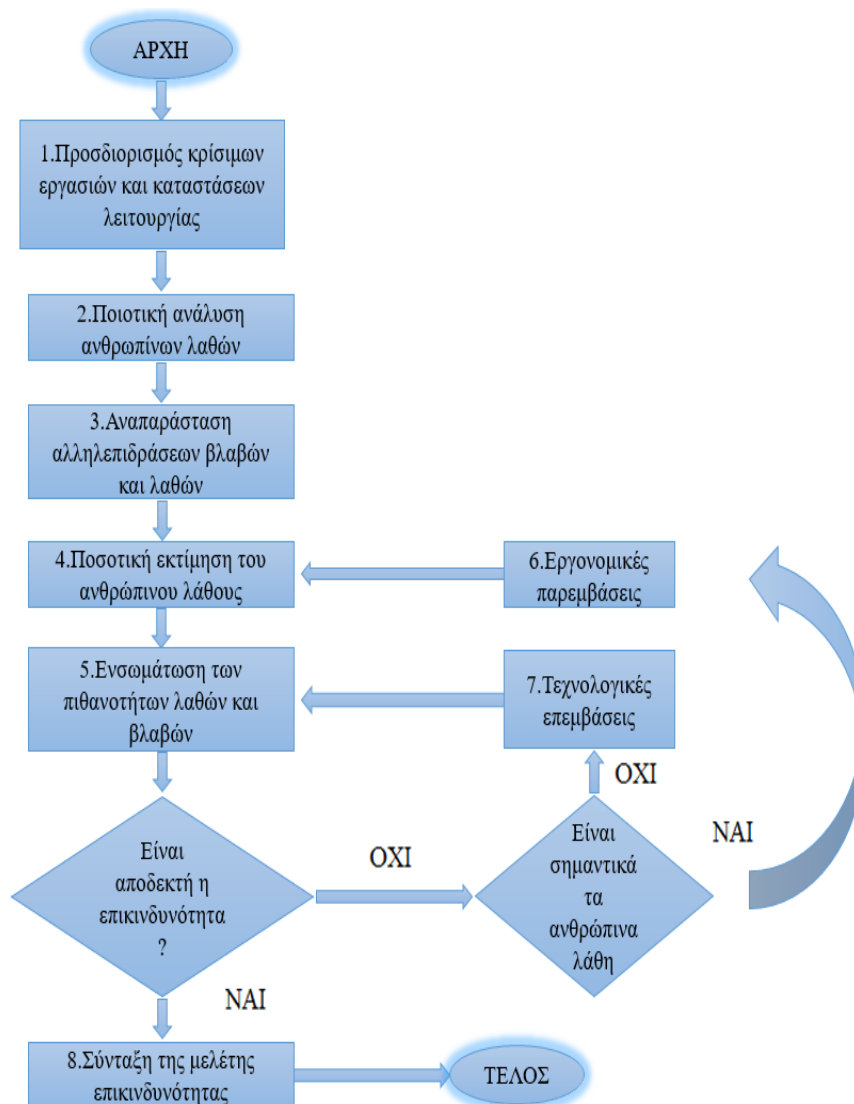 ΑΡΧΗ
1.Προσδιορισμός κρίσιμων
εργασιών και καταστάσεων
λειτουργίας
2.Ποιοτική ανάλυση
ανθρωπίνων λαθών
3.Αναπαράσταση
αλληλεπιδράσεων βλαβών
και λαθών
4.Ποσοτική εκτίμηση του
ανθρώπινου λάθους
6.Εργονομικές
παρεμβάσεις
5.Ενσωμάτωση των
πιθανοτήτων λαθών και
βλαβών
7.Τεχνολογικές
επεμβάσεις
ΟΧΙ
Είναι
αποδεκτή η
επικινδυνότητα
?
ΟΧΙ
Είναι
σημαντικά
τα
ανθρώπινα
λάθη
ΝΑΙ
ΝΑΙ
8.Σύνταξη της μελέτης
επικινδυνότητας
ΤΕΛΟΣ